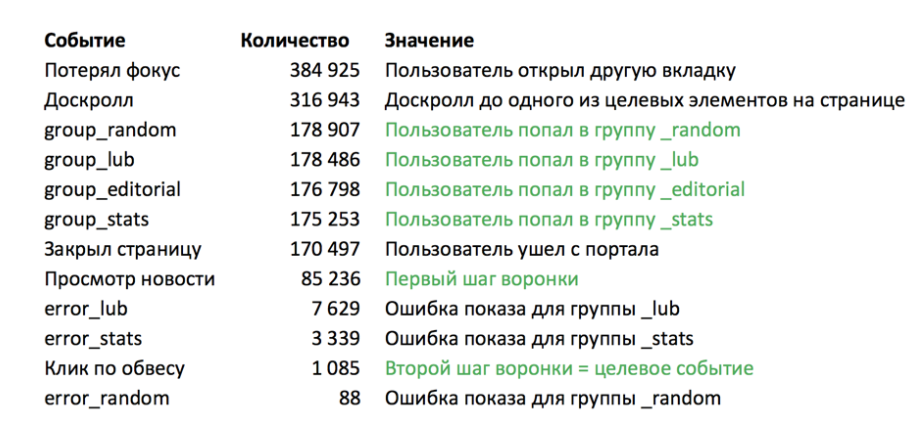 Событие Количество Значение
Потерял фокус 384 925 Пользователь открыл другую вкладку
Доскролл 316 943 Доскролл до одного из целевых элементов на странице
group_random 178 907 Пользователь попал в группу _random
group_lub 178 486 Пользователь попал в группу _lub
group_editorial 176 798 Пользователь попал в группу _editorial
group_stats 175 253 Пользователь попал в группу _stats
Закрыл страницу 170 497 Пользователь ушел с портала
Просмотр новости 85 236 Первый шаг воронки
error_lub 7 629 Ошибка показа для группы _lub
error_stats 3 339 Ошибка показа для группы _stats
Клик по обвесу 1 085 Второй шаг воронки = целевое событие
error_random 88 Ошибка показа для группы _random